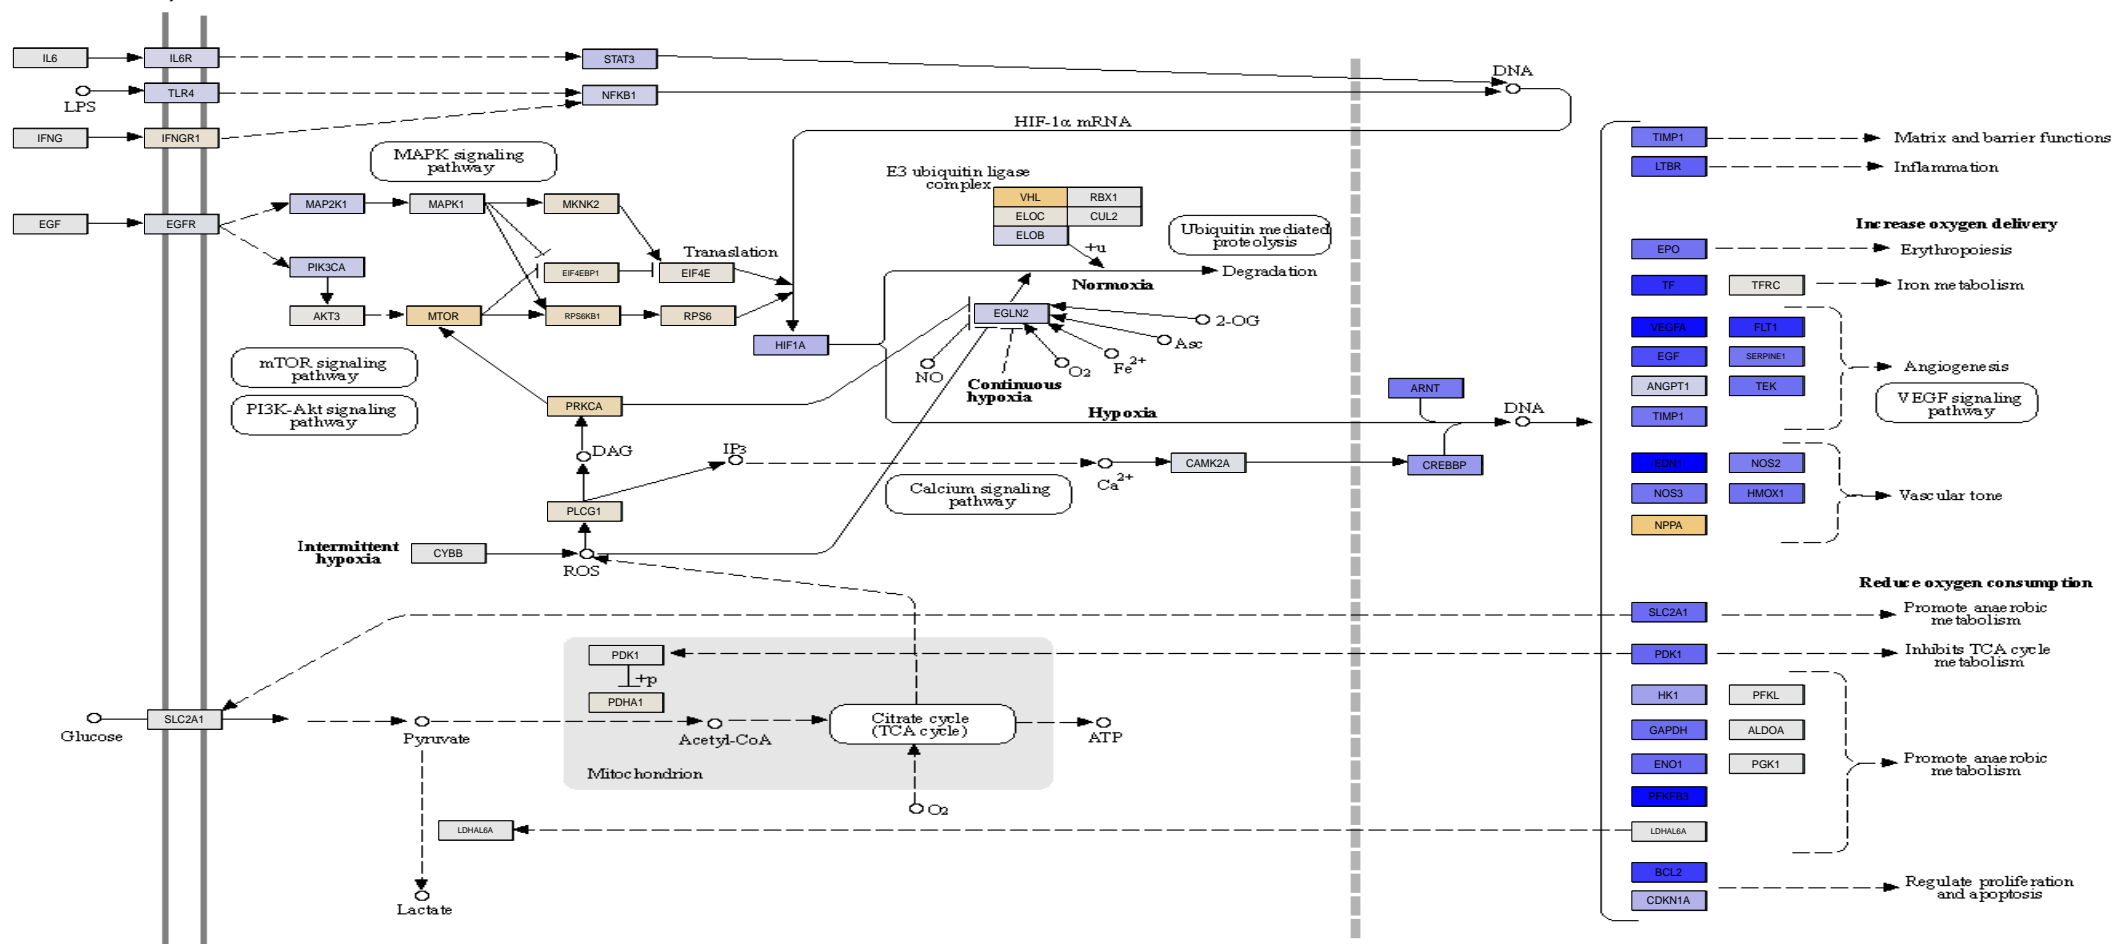 IL6
IL6R
STAT3
DNA
LPS
TLR4
NFKB1
IFNG
IFNGR1
HIF-1α mRNA
MAPK signaling
pathway
E3 ubiquitin ligase
complex
VHL
RBX1
ELOC
CUL2
ELOB
+u
Ubiquitin mediated
proteolysis
EGF
EGFR
MAP2K1
MAPK1
MKNK2
PIK3CA
EIF4EBP1
EIF4E
Tranaslation
Degradation
Normoxia
AKT3
MTOR
RPS6KB1
RPS6
EGLN2
2-OG
Asc
Fe2+
O2
NO
HIF1A
Continuous
hypoxia
mTOR signaling
pathway
PI3K-Akt signaling
pathway
PRKCA
Hypoxia
ARNT
DNA
DAG
IP3
Ca2+
CAMK2A
CREBBP
Calcium signaling
pathway
PLCG1
Intermittent
hypoxia
CYBB
ROS
PDK1
+p
PDHA1
Glucose
SLC2A1
Pyruvate
Acetyl-CoA
Citrate cycle
(TCA cycle)
ATP
Mitochondrion
O2
LDHAL6A
Lactate
TIMP1
Matrix and barrier functions
LTBR
Inflammation
Increase oxygen delivery
EPO
Erythropoiesis
TF
TFRC
Iron metabolism
VEGFA
FLT1
EGF
SERPINE1
Angiogenesis
ANGPT1
TEK
VEGF signaling
pathway
TIMP1
EDN1
NOS2
NOS3
HMOX1
Vascular tone
NPPA
Reduce oxygen consumption
SLC2A1
Promote anaerobic
metabolism
PDK1
Inhibits TCA cycle
metabolism
HK1
PFKL
GAPDH
ALDOA
ENO1
PGK1
Promote anaerobic
metabolism
PFKFB3
LDHAL6A
BCL2
CDKN1A
Regulate proliferation
and apoptosis